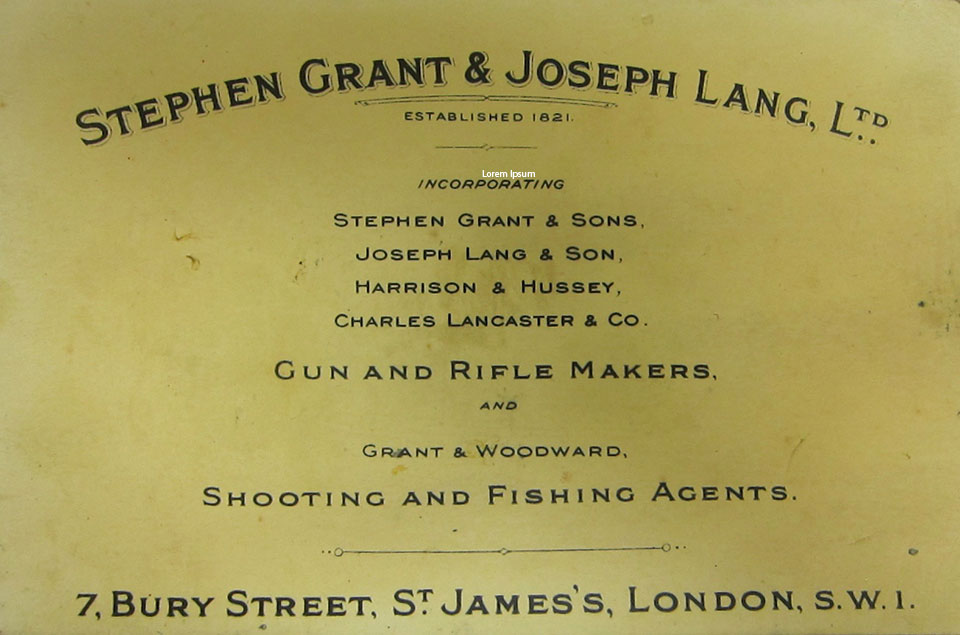 STEPHEN GRANT & JOSEPH LANG, LTD.
ESTABLISHED 1821.
Lorem Ipsum
INCORPORATING
STEPHEN GRANT & SONS,
JOSEPH LANG & SON,
HARRISON & HUSSEY,
CHARLES LANCASTER & CO.
GUN AND RIFLE MAKERS,
AND
GRANT & WOODWARD,
SHOOTING AND FISHING AGENTS.
7, BURY STREET, ST JAMES'S, LONDON, S.W.1.